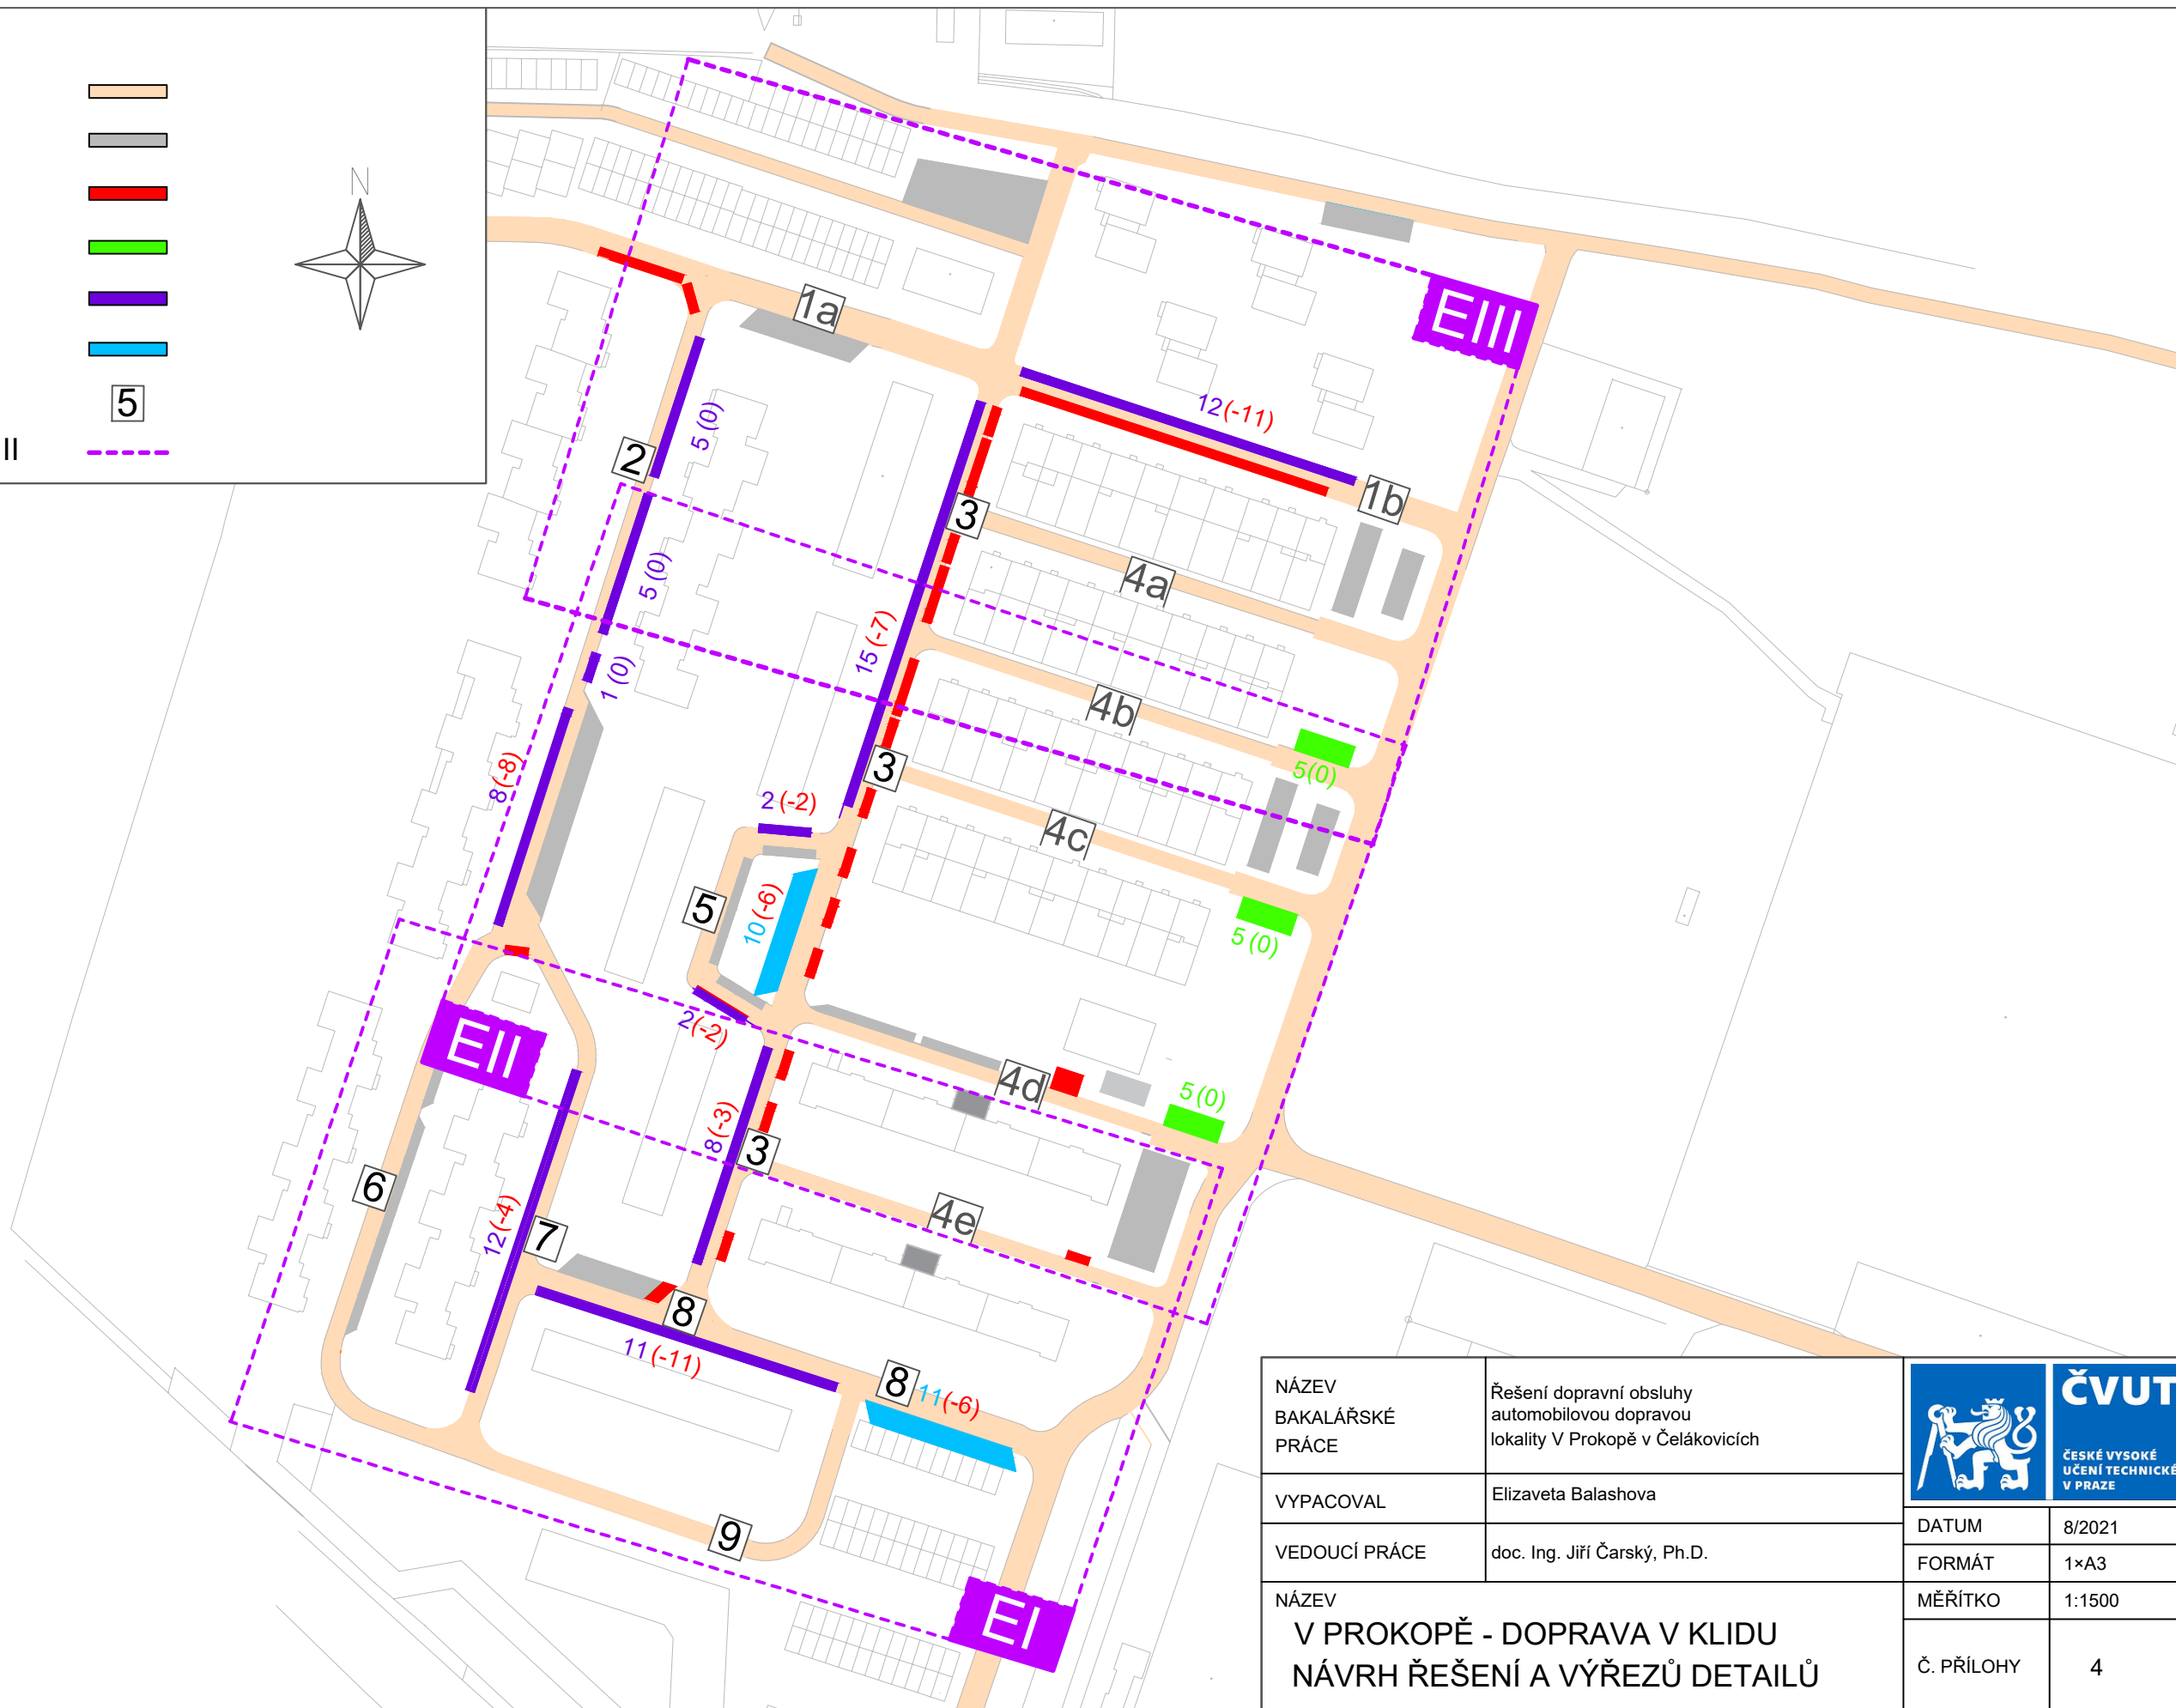 N
5
II
1a
EIII
12(-11)
5 (0)
2
1b
3
4a
5 (0)
15 (-7)
1 (0)
4b
5(0)
8(-8)
3
2 (-2)
4c
5
10 (-6)
5 (0)
2(-2)
EII
4d
5 (0)
8 (-3)
3
6
4e
12(-4)
7
8
11 (-11)
8
11(-6)
9
EI
NÁZEV
BAKALÁŘSKÉ
PRÁCE
Řešení dopravní obsluhy
automobilovou dopravou
lokality V Prokopě v Čelákovicích
VYPACOVAL
Elizaveta Balashova
VEDOUCÍ PRÁCE
doc. Ing. Jiří Čarský, Ph.D.
NÁZEV
V PROKOPĚ - DOPRAVA V KLIDU
NÁVRH ŘEŠENÍ A VÝŘEZŮ DETAILŮ
ČVUT
ČESKÉ VYSOKÉ
UČENÍ TECHNICKÉ
V PRAZE
DATUM
8/2021
FORMÁT
1×A3
MĚŘÍTKO
1:1500
Č. PŘÍLOHY
4